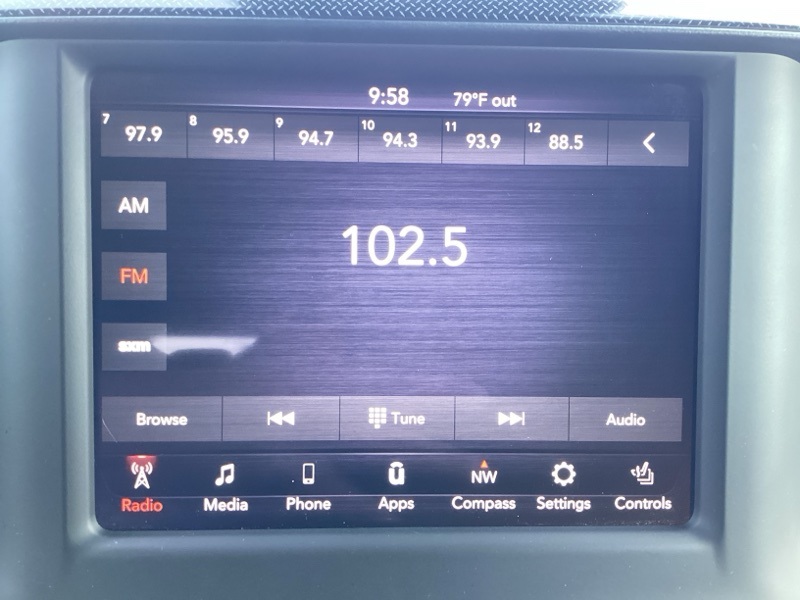 9:58 79°F out
7 97.9 8 95.9 9 94.7 10 94.3 11 93.9 12 88.5
AM
102.5
FM
sxm
Browse Tune Audio
NW
Radio Media Phone Apps Compass Settings Controls